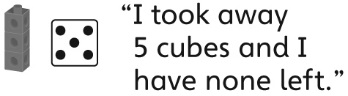 “I took away
5 cubes and I
have none left.”